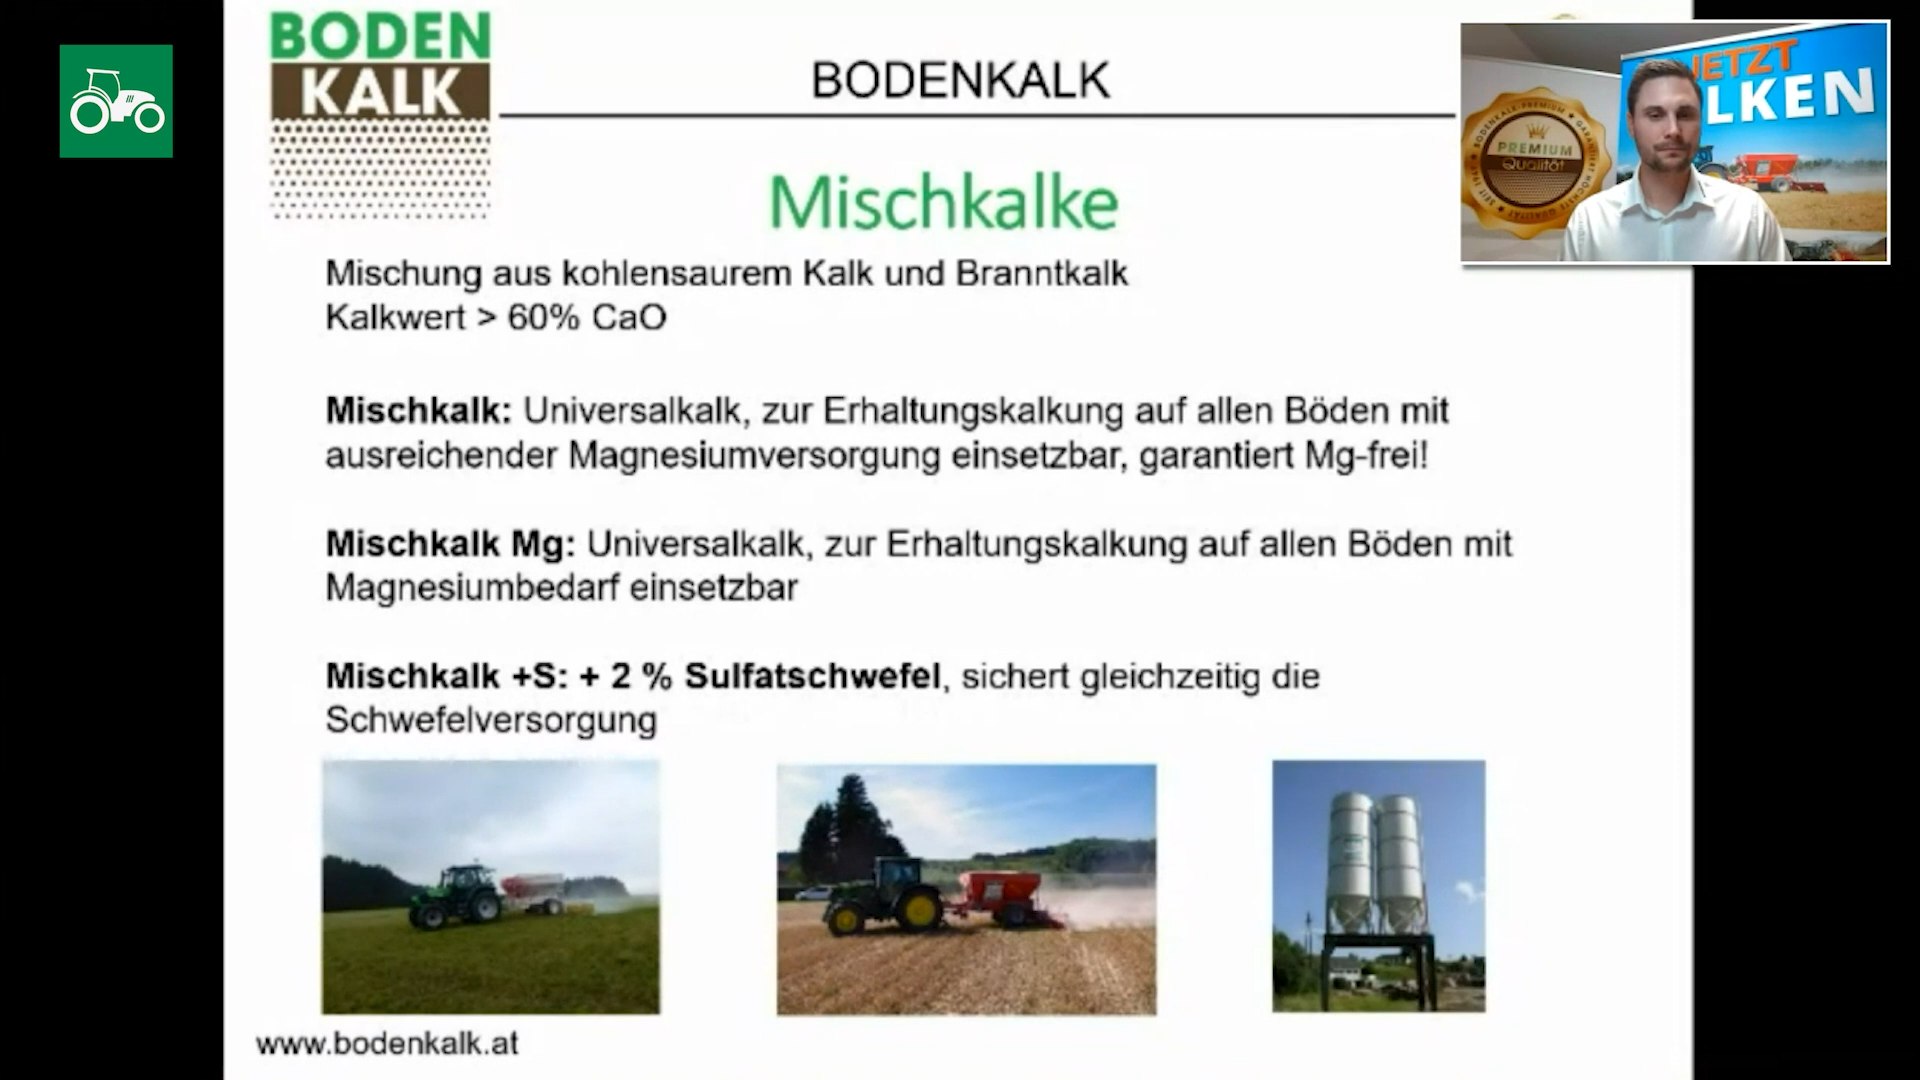 BODEN
KALK
BODENKALK
JETZT
LKEN
BODENKALK PREMIUM
PREMIUM
Qualität
Mischkalke
Mischung aus kohlensaurem Kalk und Branntkalk
Kalkwert > 60% CaO
Mischkalk: Universalkalk, zur Erhaltungskalkung auf allen Böden mit
ausreichender Magnesiumversorgung einsetzbar, garantiert Mg-frei!
Mischkalk Mg: Universalkalk, zur Erhaltungskalkung auf allen Böden mit
Magnesiumbedarf einsetzbar
Mischkalk +S: + 2 % Sulfatschwefel, sichert gleichzeitig die
Schwefelversorgung
www.bodenkalk.at